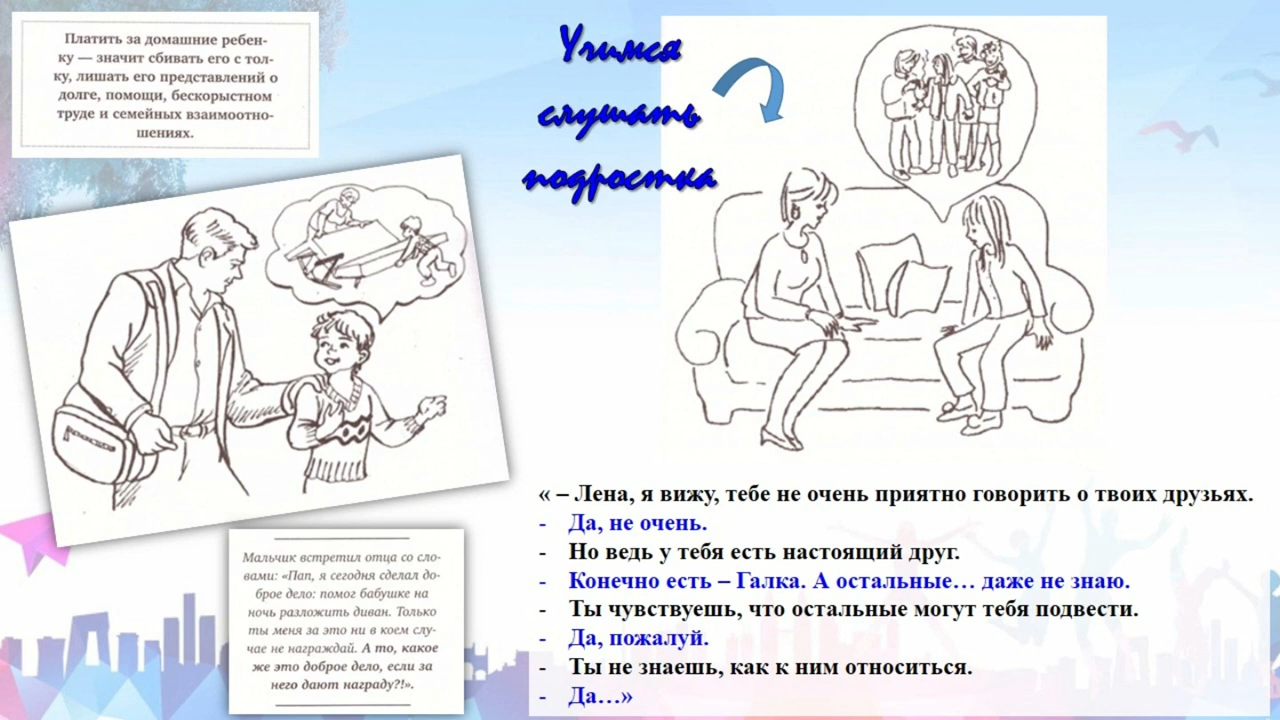 Платить за домашние ребен-
ку — значит сбивать его с тол-
ку, лишать его представлений о
долге, помощи, бескорыстном
труде и семейных взаимоотно-
шениях.
Учимся
слушать
подростка
Мальчик встретил отца со сло-
вами: «Пап, я сегодня сделал до-
брое дело: помог бабушке на
ночь разложить диван. Только
ты меня за это ни в коем слу-
чае не награждай. А то, какое
же это доброе дело, если за
него дают награду?!».
« – Лена, я вижу, тебе не очень приятно говорить о твоих друзьях.
- Да, не очень.
- Но ведь у тебя есть настоящий друг.
- Конечно есть – Галка. А остальные… даже не знаю.
- Ты чувствуешь, что остальные могут тебя подвести.
- Да, пожалуй.
- Ты не знаешь, как к ним относиться.
- Да…»